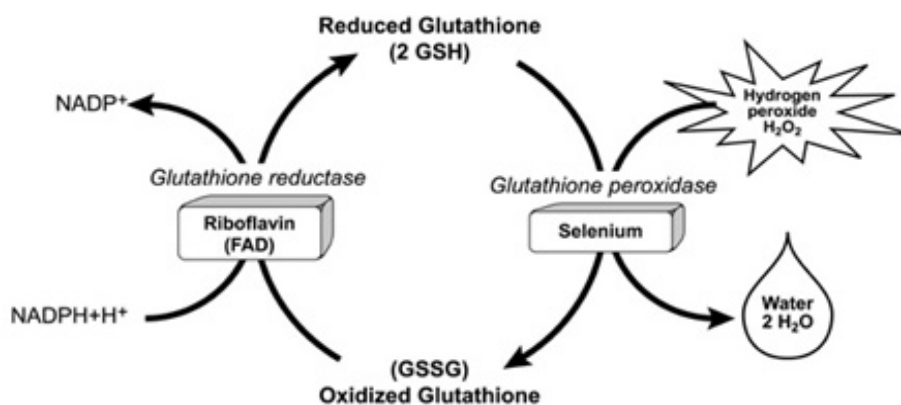 Reduced Glutathione
(2 GSH)
NADP⁺
Hydrogen
peroxide
H₂O₂
Glutathione reductase
Glutathione peroxidase
Riboflavin
(FAD)
Selenium
NADPH+H⁺
Water
2 H₂O
(GSSG)
Oxidized Glutathione